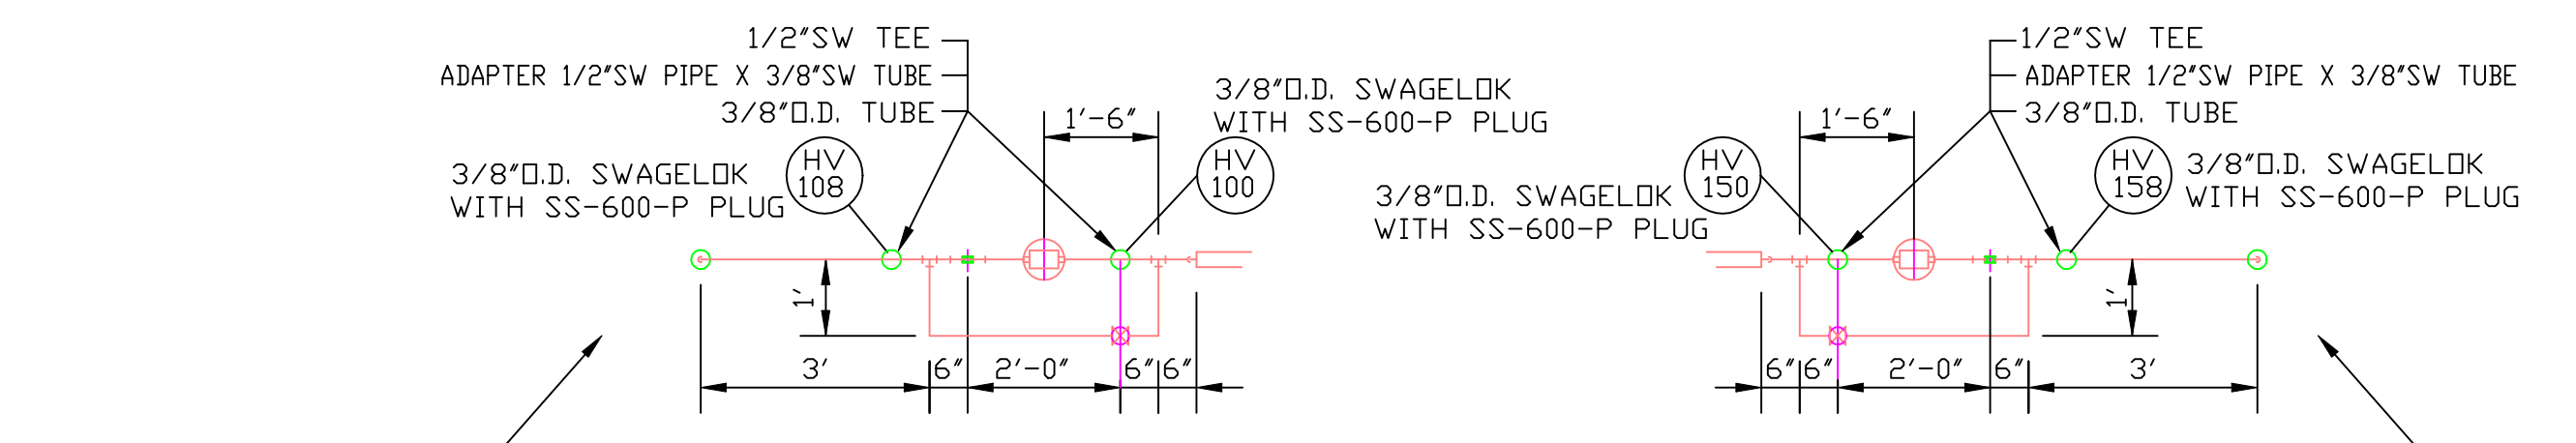 1/2"SW TEE
ADAPTER 1/2"SW PIPE X 3/8"SW TUBE
3/8"O.D. TUBE
3/8"O.D. SWAGELOK
WITH SS-600-P PLUG
HV
108
1'-6"
3/8"O.D. SWAGELOK
WITH SS-600-P PLUG
HV
100
1'
3'
6"
2'-0"
6"
6"
1/2"SW TEE
ADAPTER 1/2"SW PIPE X 3/8"SW TUBE
3/8"O.D. TUBE
3/8"O.D. SWAGELOK
WITH SS-600-P PLUG
HV
150
1'-6"
HV
158
3/8"O.D. SWAGELOK
WITH SS-600-P PLUG
1'
6"
6"
2'-0"
6"
3'